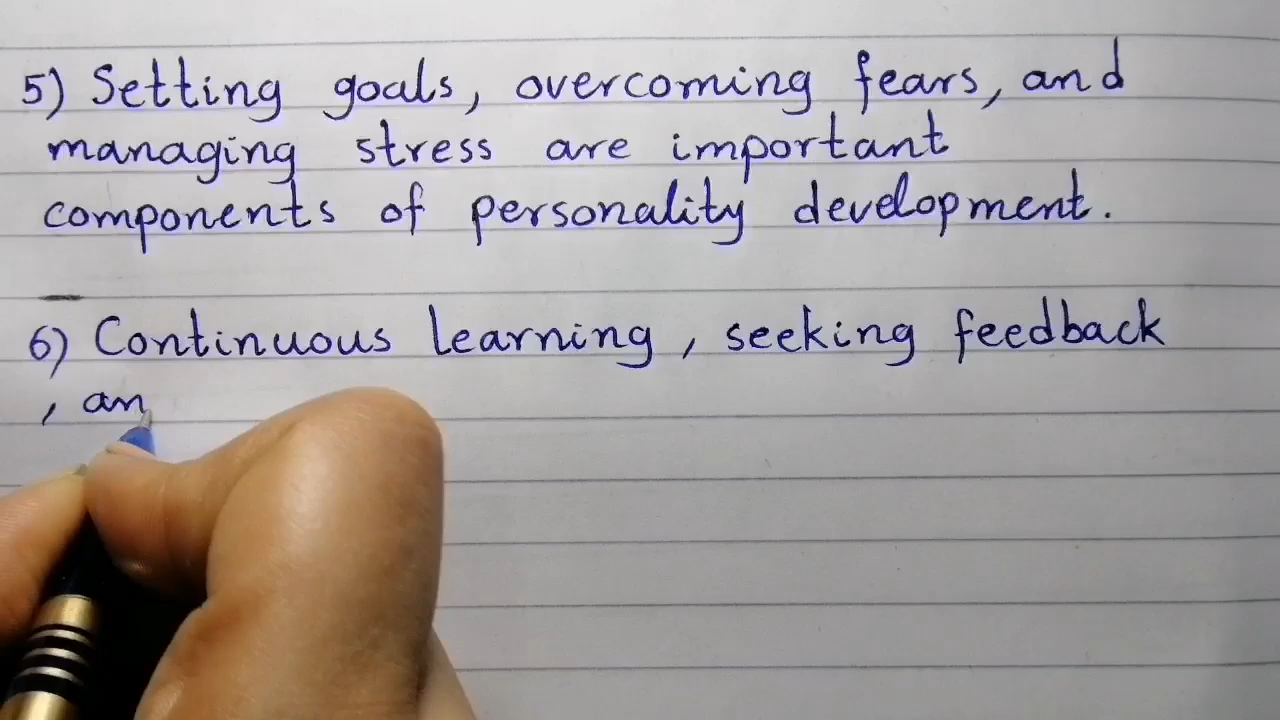 5) Setting goals, overcoming fears, and
managing stress are important
components of personality development.
6) Continuous learning, seeking feedback
, an